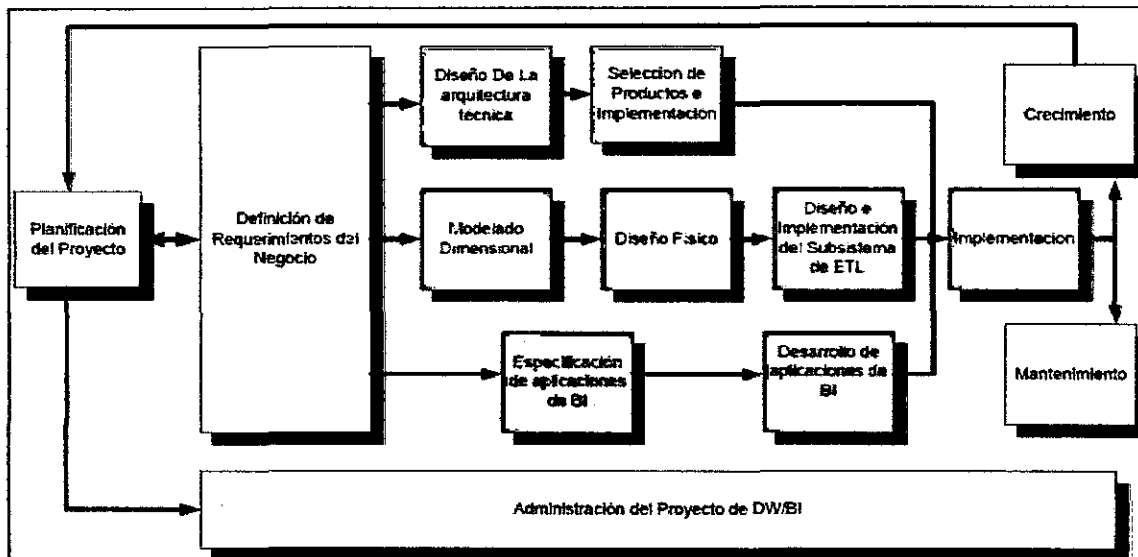 Diseño De La
arquitectura
tecnica
Seleccion de
Productos e
Implementación
Crecimiento
Planificación
del Proyecto
Definición de
Requerimientos del
Negocio
Modelado
Dimensional
Diseño Fisico
Diseño e
Implementación
del Subsistema
de ETL
Implementacion
Especificación
de aplicaciones
de BI
Desarrollo de
aplicaciones de
BI
Mantenimiento
Administración del Proyecto de DW/BI